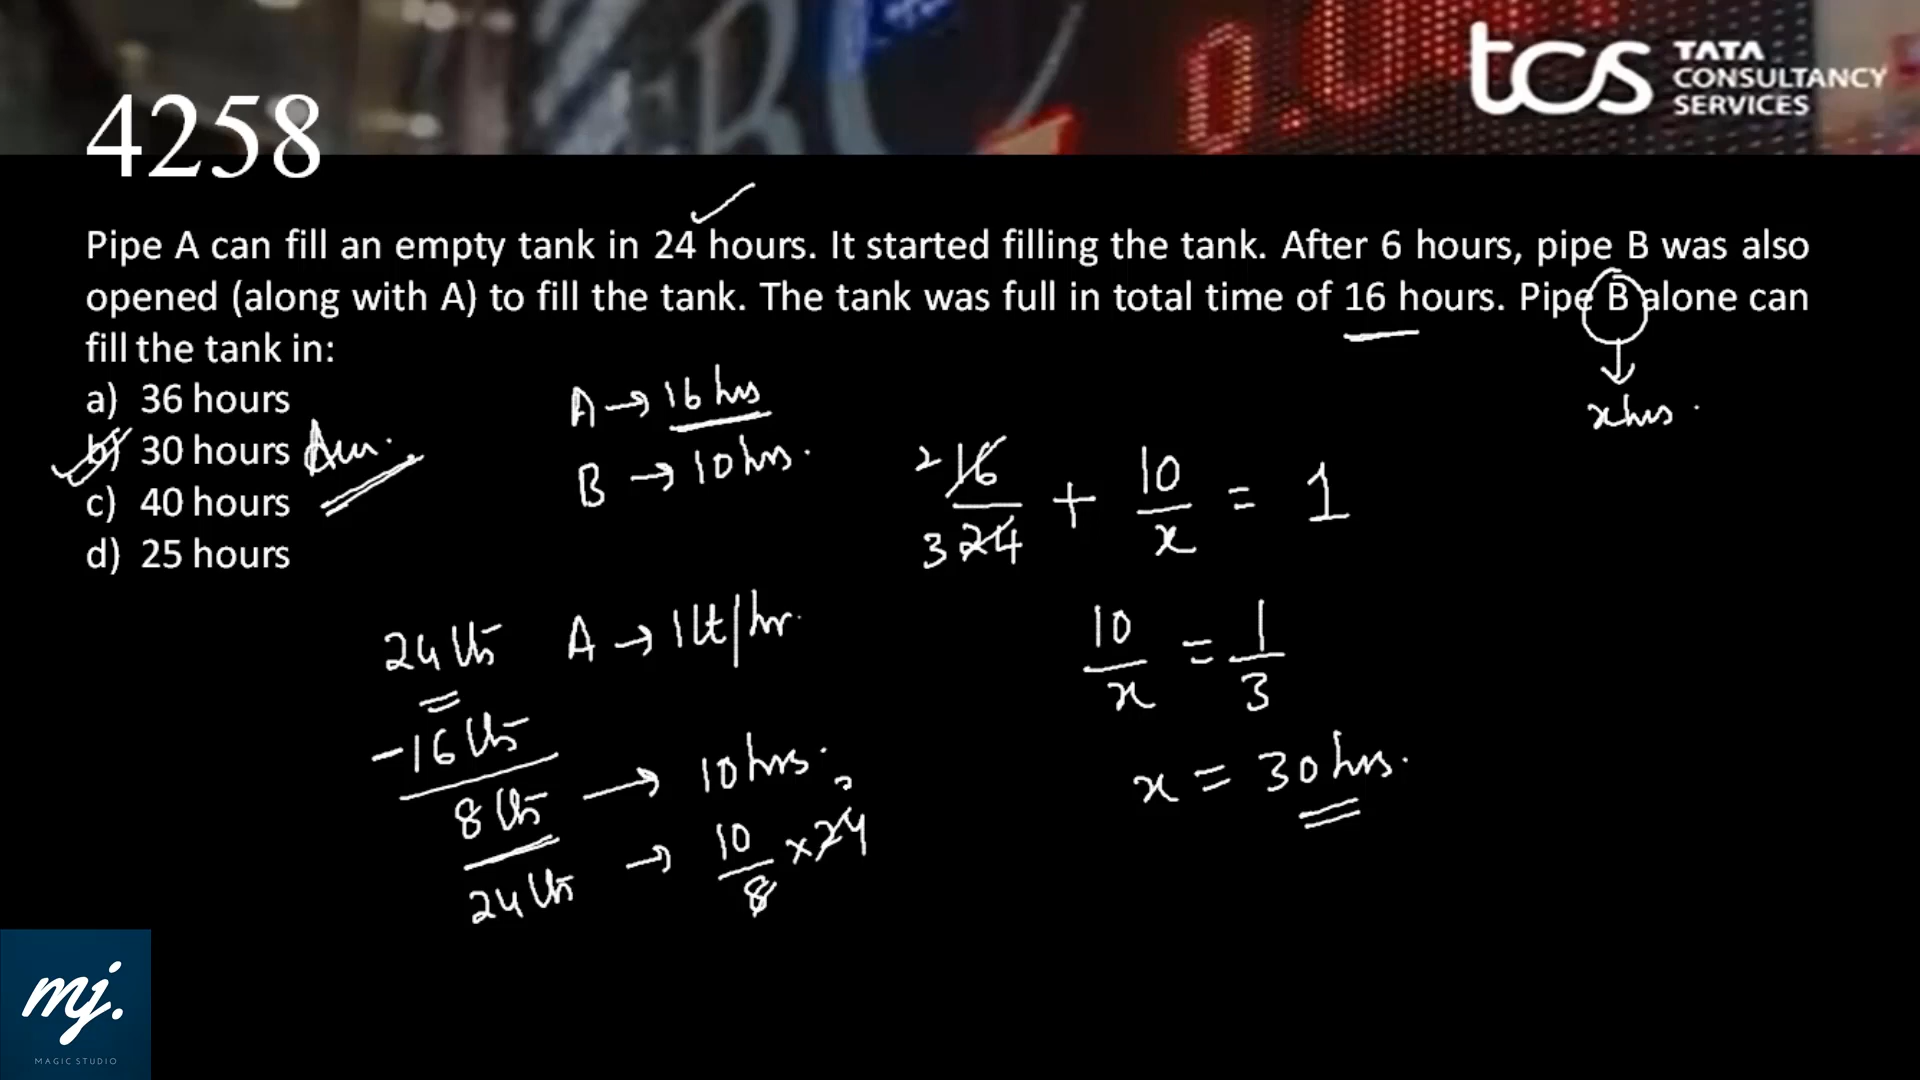 tcs TATA
CONSULTANCY
SERVICES
4258
Pipe A can fill an empty tank in 24 hours. It started filling the tank. After 6 hours, pipe B was also
opened (along with A) to fill the tank. The tank was full in total time of 16 hours. Pipe B alone can
fill the tank in:
a) 36 hours
b) 30 hours Ans.
c) 40 hours
d) 25 hours
x hrs.
A → 16 hrs
B → 10 hrs.
2 16/3 24 + 10/x = 1
10/x = 1/3
x = 30 hrs.
24 lts A → 1 lt/hr.
-16 lts
8 lts → 10 hrs.
24 lts → 10/8 × 24
mj.
MAGIC STUDIO